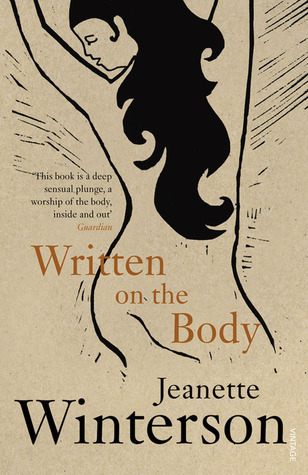 'This book is a deep
sensual plunge, a
worship of the body,
inside and out'
Guardian
Written
on the
Body
Jeanette
Winterson
VINTAGE